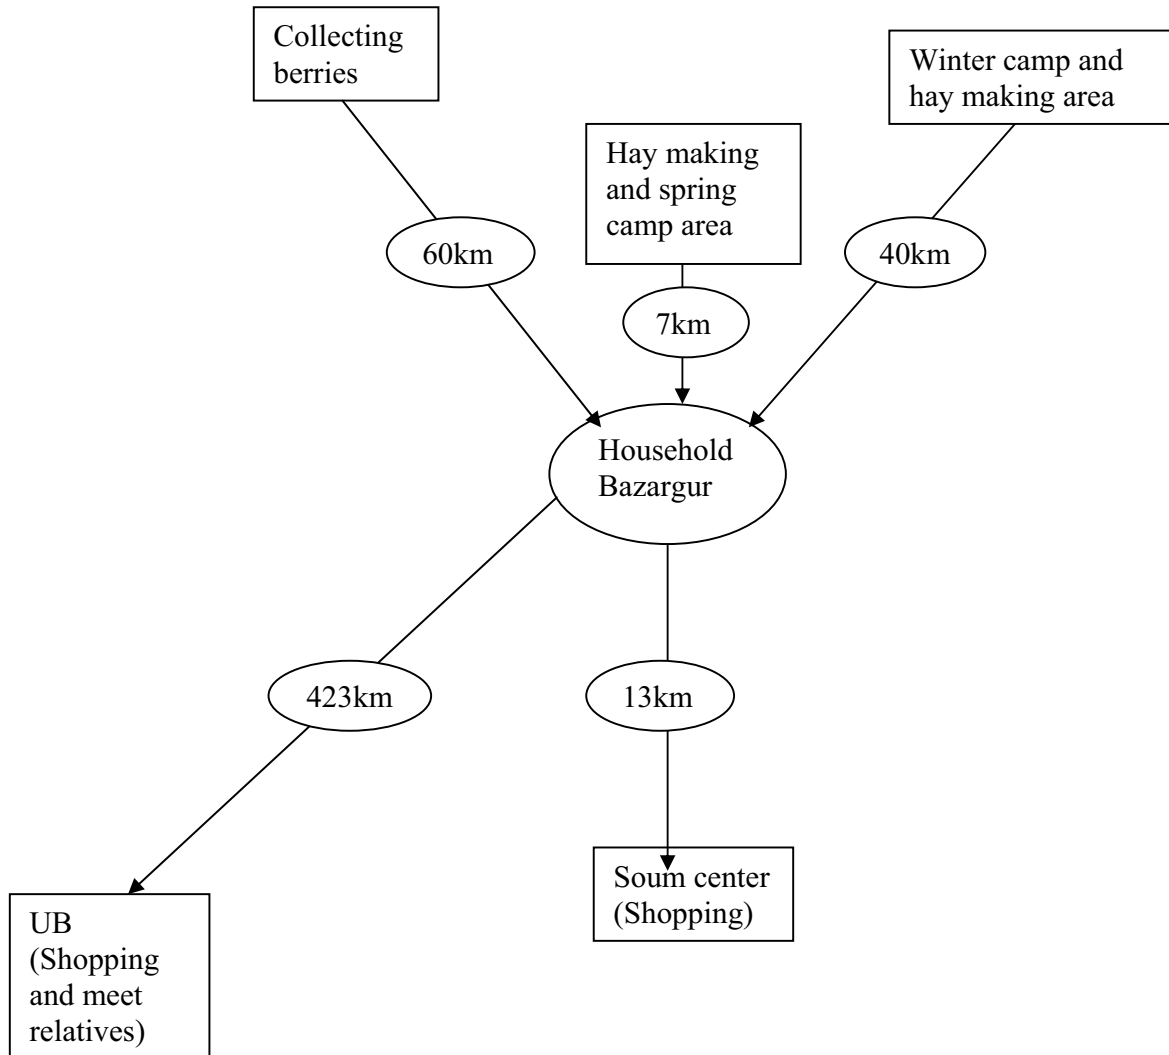 Collecting
berries
Winter camp and
hay making area
Hay making
and spring
camp area
60km
40km
7km
Household
Bazargur
423km
13km
Soum center
(Shopping)
UB
(Shopping
and meet
relatives)